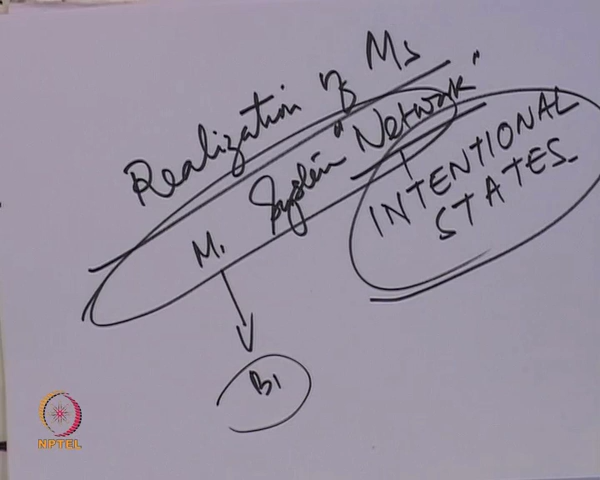 Realization of Ms
M. System "Network"
INTENTIONAL
STATES
B1
NPTEL